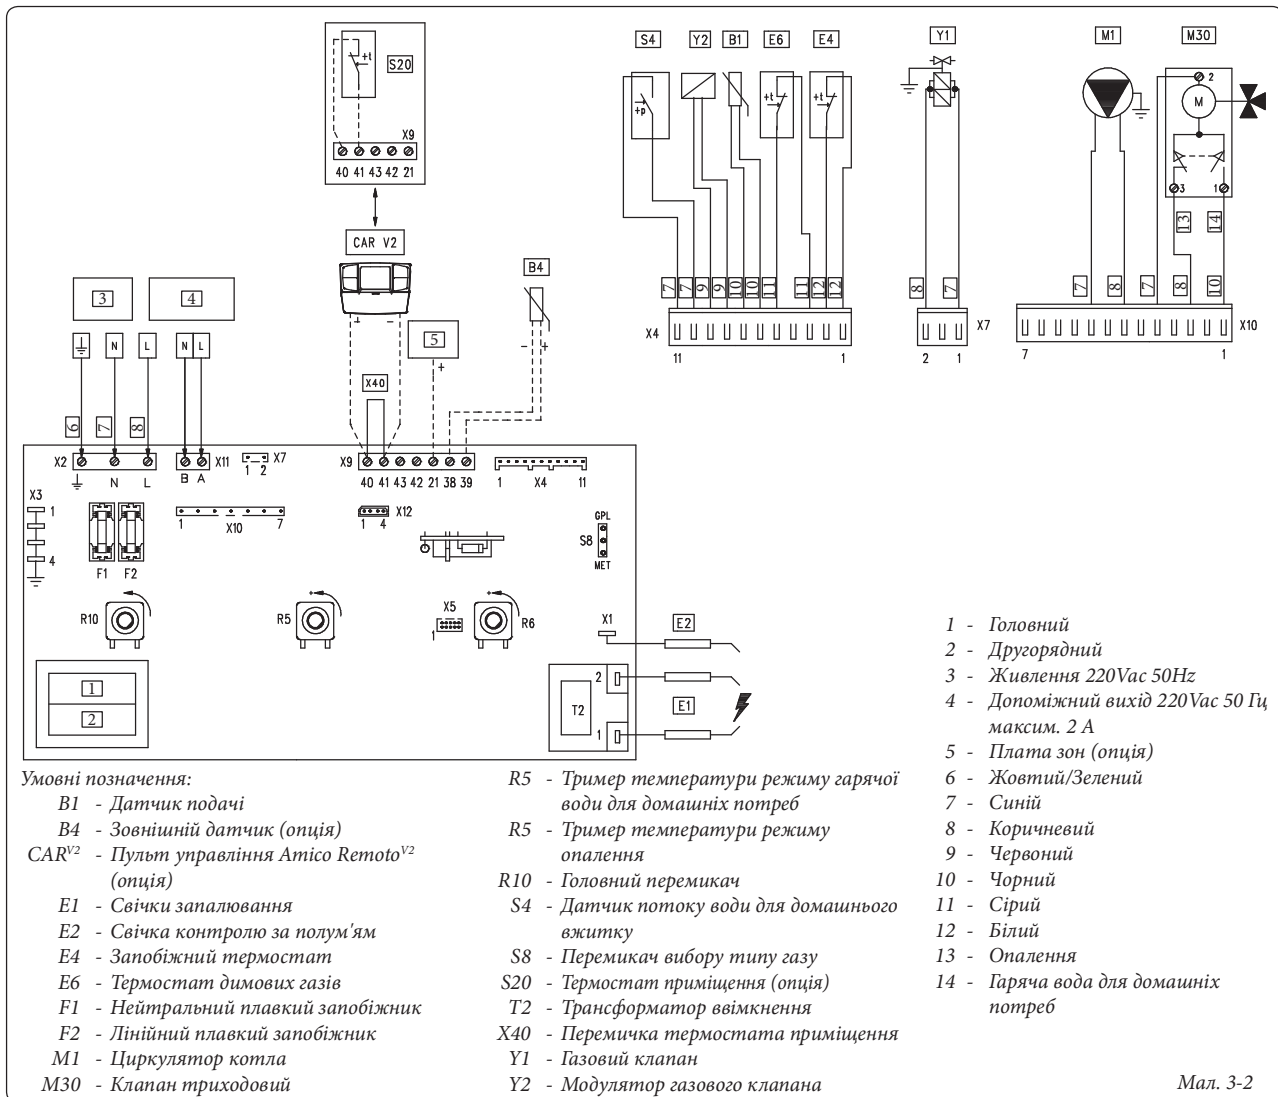 S20
+t
X9
40 41 43 42 21
CAR V2
S4 Y2 B1 E6 E4
+p +t +t
Y1
M1 M30
2
M
3 1
13 14
7 7 9 9 10 10 11 11 12 12
X4
11 1
8 7
X7
2 1
7 8 7 8 10
X10
7 1
3 4 5
B4
- +
+
- +
N L N L
X40
6 7 8
X2 X11 X7 X9
N L B A 1 2
40 41 43 42 21 38 39
1 X4 11
X3
1
4
1 X10 7
1 4 X12
F1 F2
GPL
S8
MET
R10
+
R5
X5
1
+
R6
X1
E2
1
2
T2
2
1
E1
Умовні позначення:
B1 - Датчик подачі
B4 - Зовнішній датчик (опція)
CARV2 - Пульт управління Amico RemotoV2
(опція)
E1 - Свічки запалювання
E2 - Свічка контролю за полум'ям
E4 - Запобіжний термостат
E6 - Термостат димових газів
F1 - Нейтральний плавкий запобіжник
F2 - Лінійний плавкий запобіжник
M1 - Циркулятор котла
M30 - Клапан триходовий
R5 - Тример температури режиму гарячої
води для домашніх потреб
R5 - Тример температури режиму
опалення
R10 - Головний перемикач
S4 - Датчик потоку води для домашнього
вжитку
S8 - Перемикач вибору типу газу
S20 - Термостат приміщення (опція)
T2 - Трансформатор ввімкнення
X40 - Перемичка термостата приміщення
Y1 - Газовий клапан
Y2 - Модулятор газового клапана
1 - Головний
2 - Другорядний
3 - Живлення 220Vac 50Hz
4 - Допоміжний вихід 220Vac 50 Гц
максим. 2 А
5 - Плата зон (опція)
6 - Жовтий/Зелений
7 - Синій
8 - Коричневий
9 - Червоний
10 - Чорний
11 - Сірий
12 - Білий
13 - Опалення
14 - Гаряча вода для домашніх
потреб
Мал. 3-2